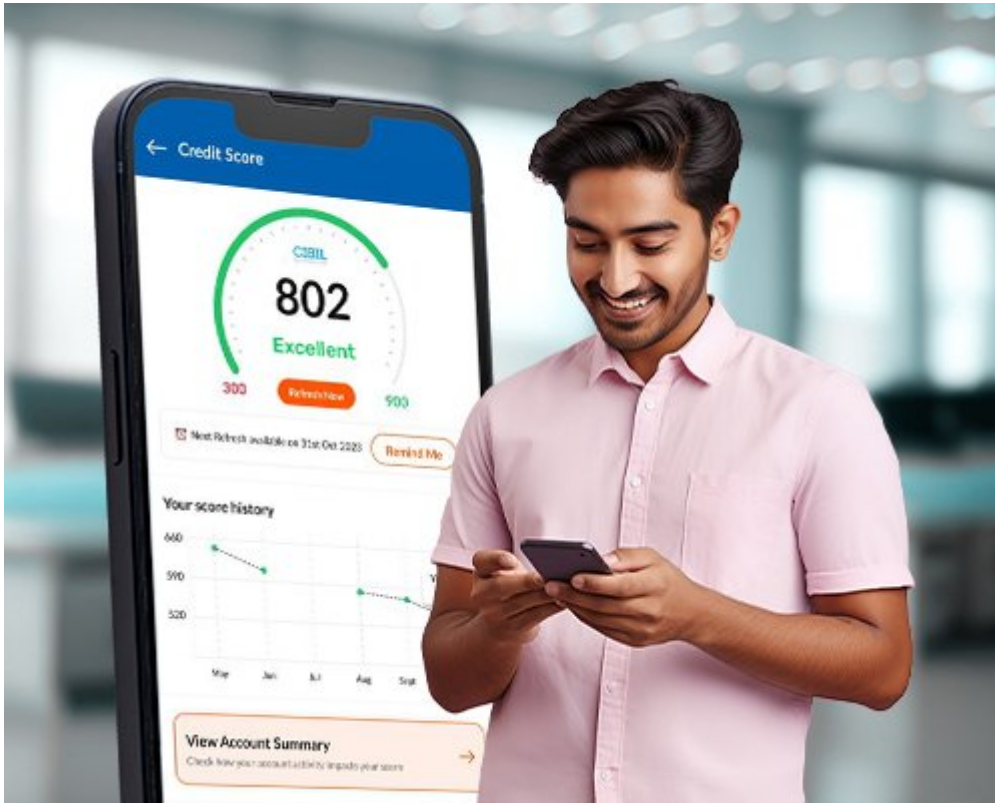 Credit Score
CIBIL
802
Excellent
300
900
Refresh Now
Next Refresh available on 31st Oct 2023
Remind Me
Your score history
660
590
520
May Jun Jul Aug Sept
View Account Summary
Check how your account activity impacts your score